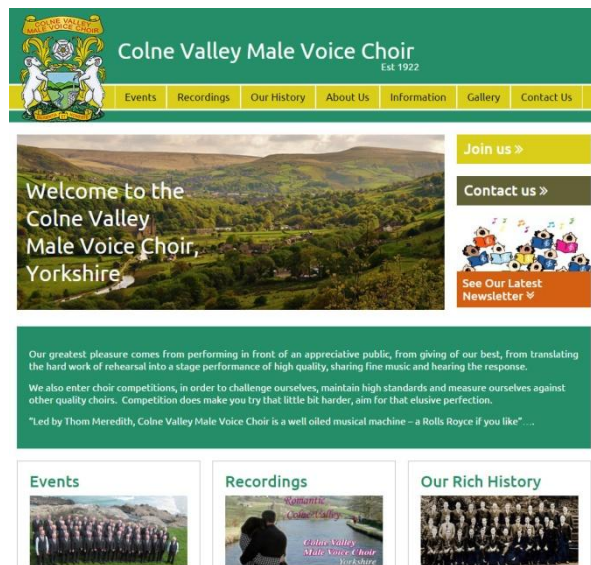 COLNE VALLEY
MALE VOICE CHOIR
Colne Valley Male Voice Choir
Est 1922
Events Recordings Our History About Us Information Gallery Contact Us
Welcome to the
Colne Valley
Male Voice Choir,
Yorkshire
Join us »
Contact us »
See Our Latest
Newsletter
Our greatest pleasure comes from performing in front of an appreciative public, from giving of our best, from translating
the hard work of rehearsal into a stage performance of high quality, sharing fine music and hearing the response.
We also enter choir competitions, in order to challenge ourselves, maintain high standards and measure ourselves against
other quality choirs. Competition does make you try that little bit harder, aim for that elusive perfection.
“Led by Thom Meredith, Colne Valley Male Voice Choir is a well oiled musical machine – a Rolls Royce if you like”….
Events
Recordings
Romantic
Colne Valley
Colne Valley
Male Voice Choir
Yorkshire
Our Rich History